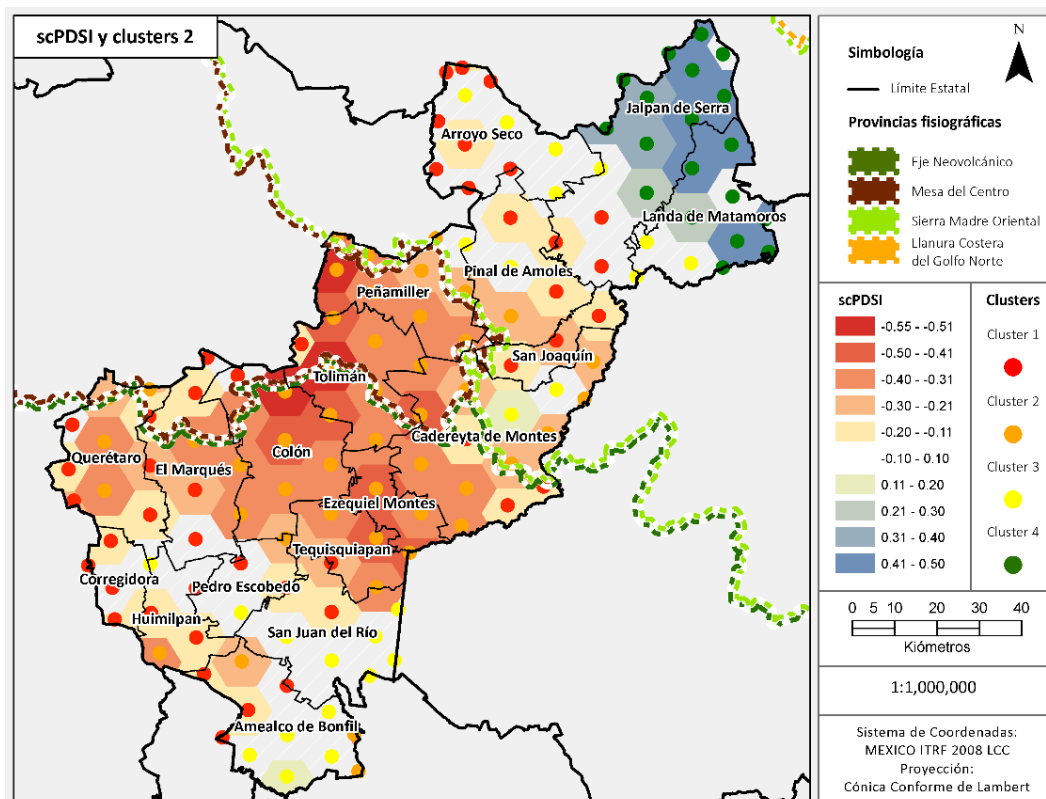 scPDSI y clusters 2
Arroyo Seco
Jalpan de Serra
Landa de Matamoros
Pinal de Amoles
Peñamiller
San Joaquín
Tolimán
Cadereyta de Montes
Colón
Querétaro
El Marqués
Ezequiel Montes
Tequisquiapan
Corregidora
Pedro Escobedo
Huimilpan
San Juan del Río
Amealco de Bonfil
Simbología
N
Límite Estatal
Provincias fisiográficas
Eje Neovolcánico
Mesa del Centro
Sierra Madre Oriental
Llanura Costera
del Golfo Norte
scPDSI
-0.55 - -0.51
-0.50 - -0.41
-0.40 - -0.31
-0.30 - -0.21
-0.20 - -0.11
-0.10 - 0.10
0.11 - 0.20
0.21 - 0.30
0.31 - 0.40
0.41 - 0.50
Clusters
Cluster 1
Cluster 2
Cluster 3
Cluster 4
0 5 10 20 30 40
Kilómetros
1:1,000,000
Sistema de Coordenadas:
MEXICO ITRF 2008 LCC
Proyección:
Cónica Conforme de Lambert